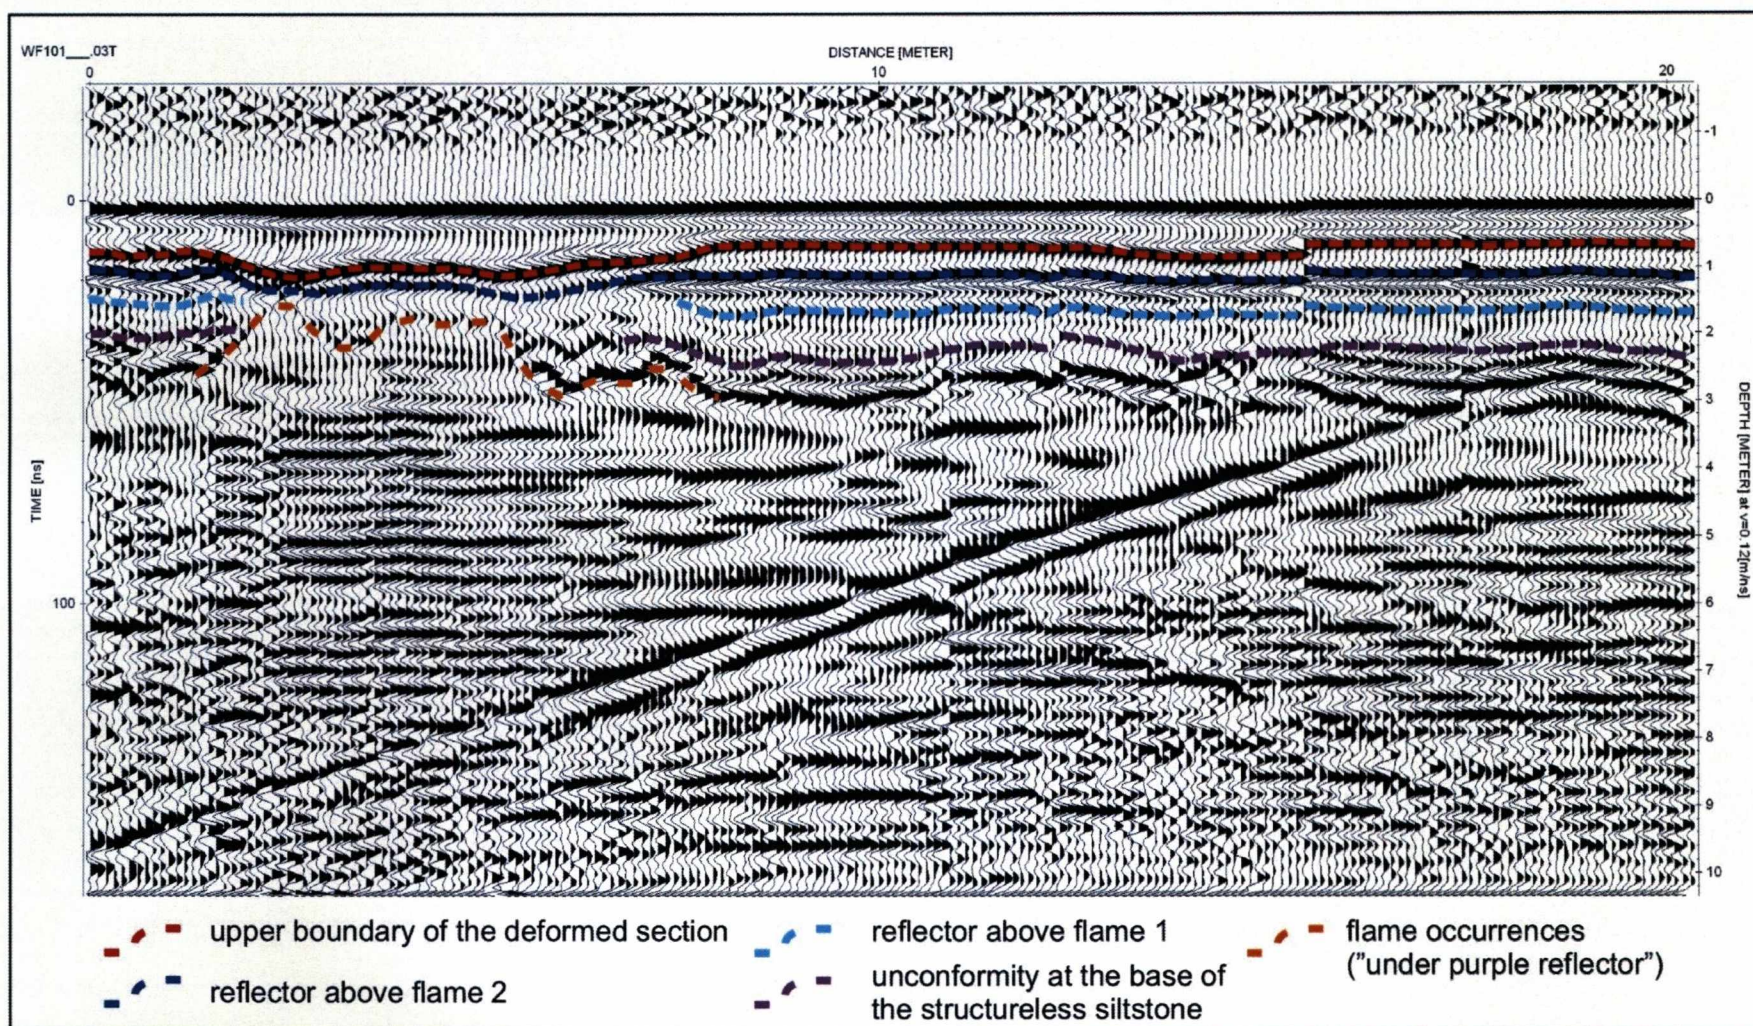 WF101___.03T
DISTANCE [METER]
0 10 20
-1
0 0
1
2
3
4
5
100 6
7
8
9
10
TIME [ns]
DEPTH [METER] at v=0.12[m/ns]
upper boundary of the deformed section
reflector above flame 2
reflector above flame 1
unconformity at the base of
the structureless siltstone
flame occurrences
("under purple reflector")